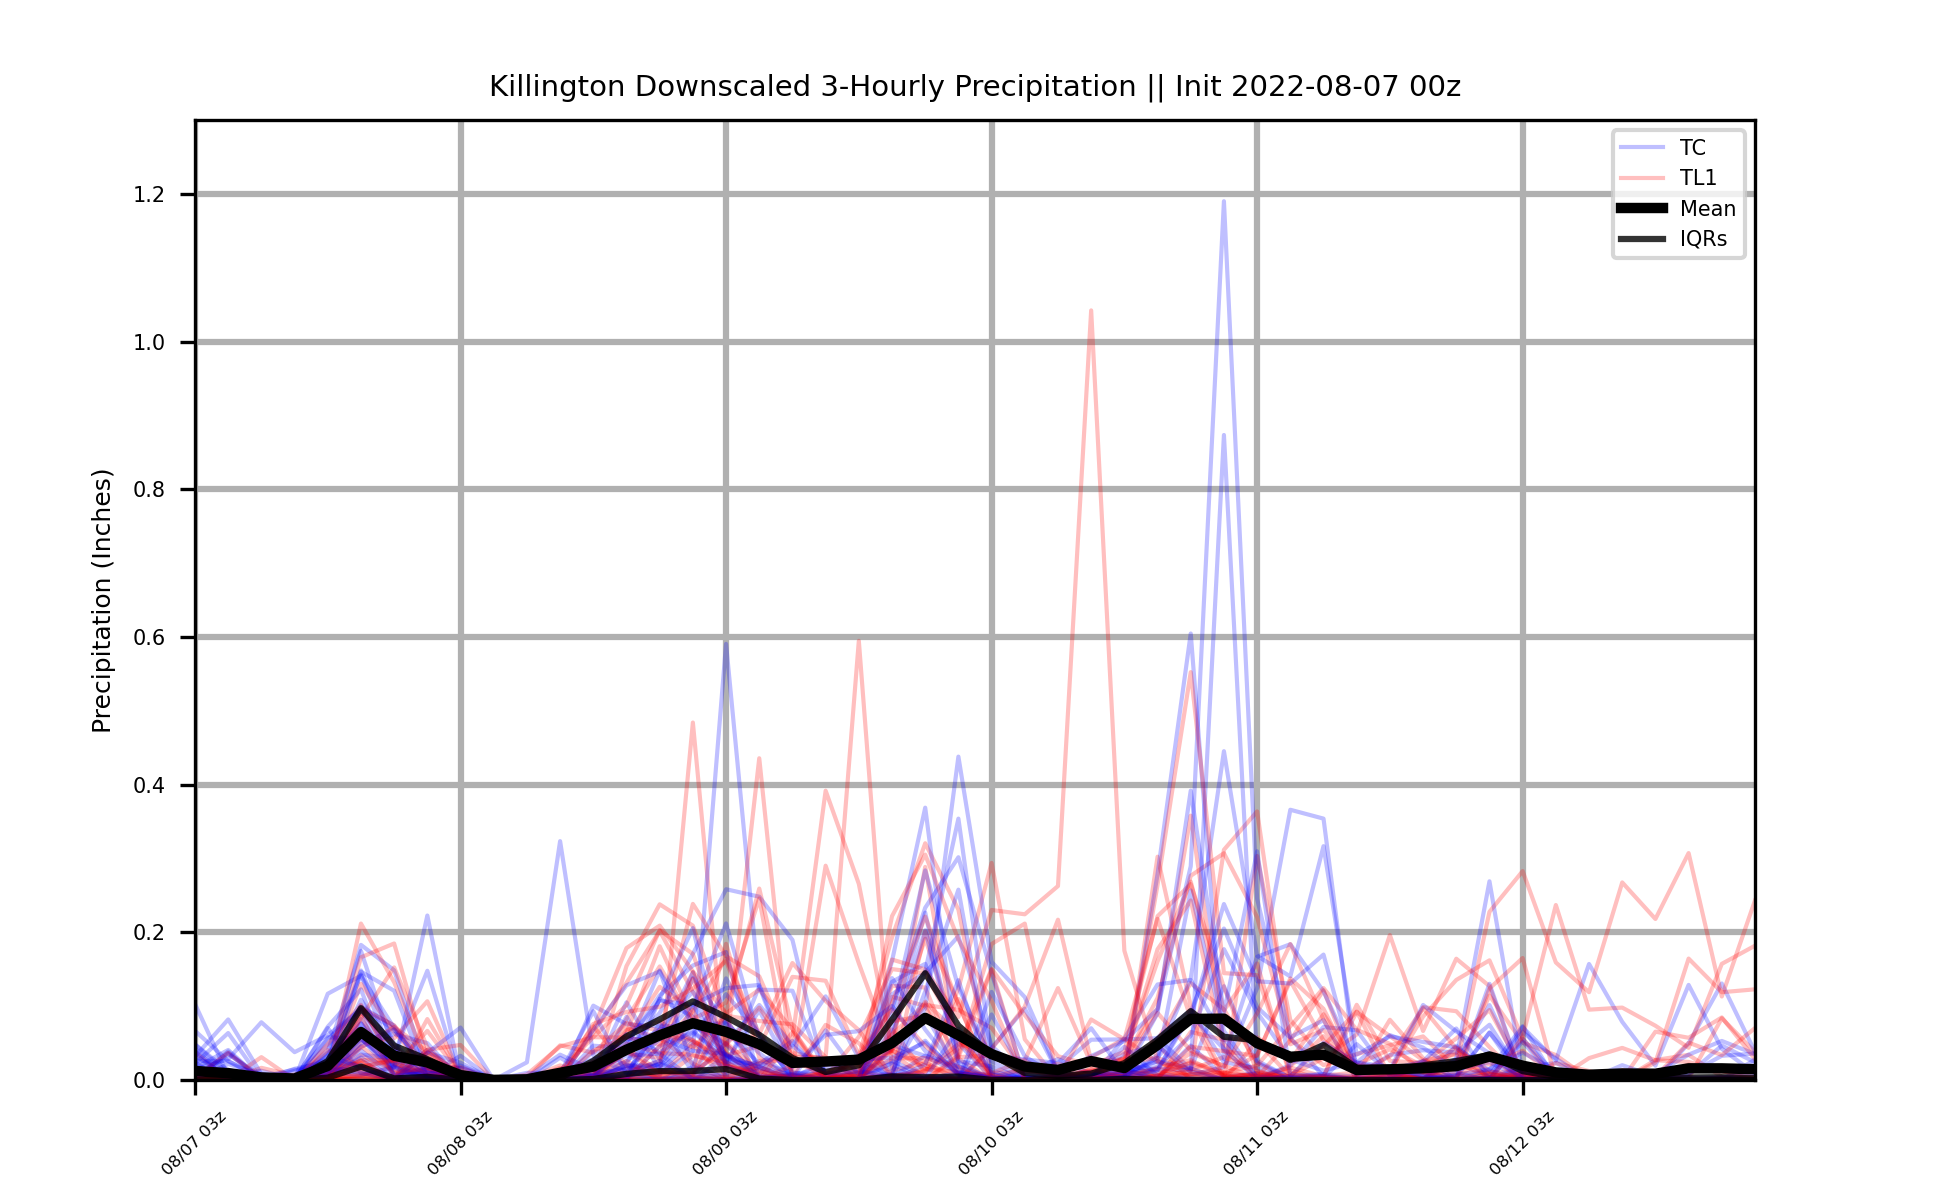 Killington Downscaled 3-Hourly Precipitation || Init 2022-08-07 00z
TC
TL1
Mean
IQRs
Precipitation (Inches)
1.2
1.0
0.8
0.6
0.4
0.2
0.0
08/07 03z
08/08 03z
08/09 03z
08/10 03z
08/11 03z
08/12 03z